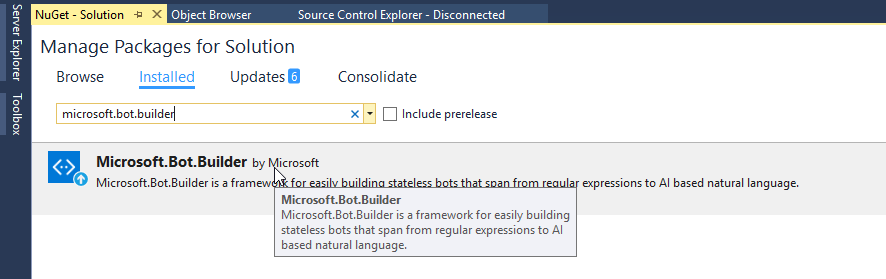 NuGet - Solution
Object Browser
Source Control Explorer - Disconnected
Server Explorer
Toolbox
Manage Packages for Solution
Browse
Installed
Updates 6
Consolidate
microsoft.bot.builder
Include prerelease
Microsoft.Bot.Builder by Microsoft
Microsoft.Bot.Builder is a framework for easily building stateless bots that span from regular expressions to AI based natural language.
Microsoft.Bot.Builder
Microsoft.Bot.Builder is a framework for easily building
stateless bots that span from regular expressions to AI
based natural language.